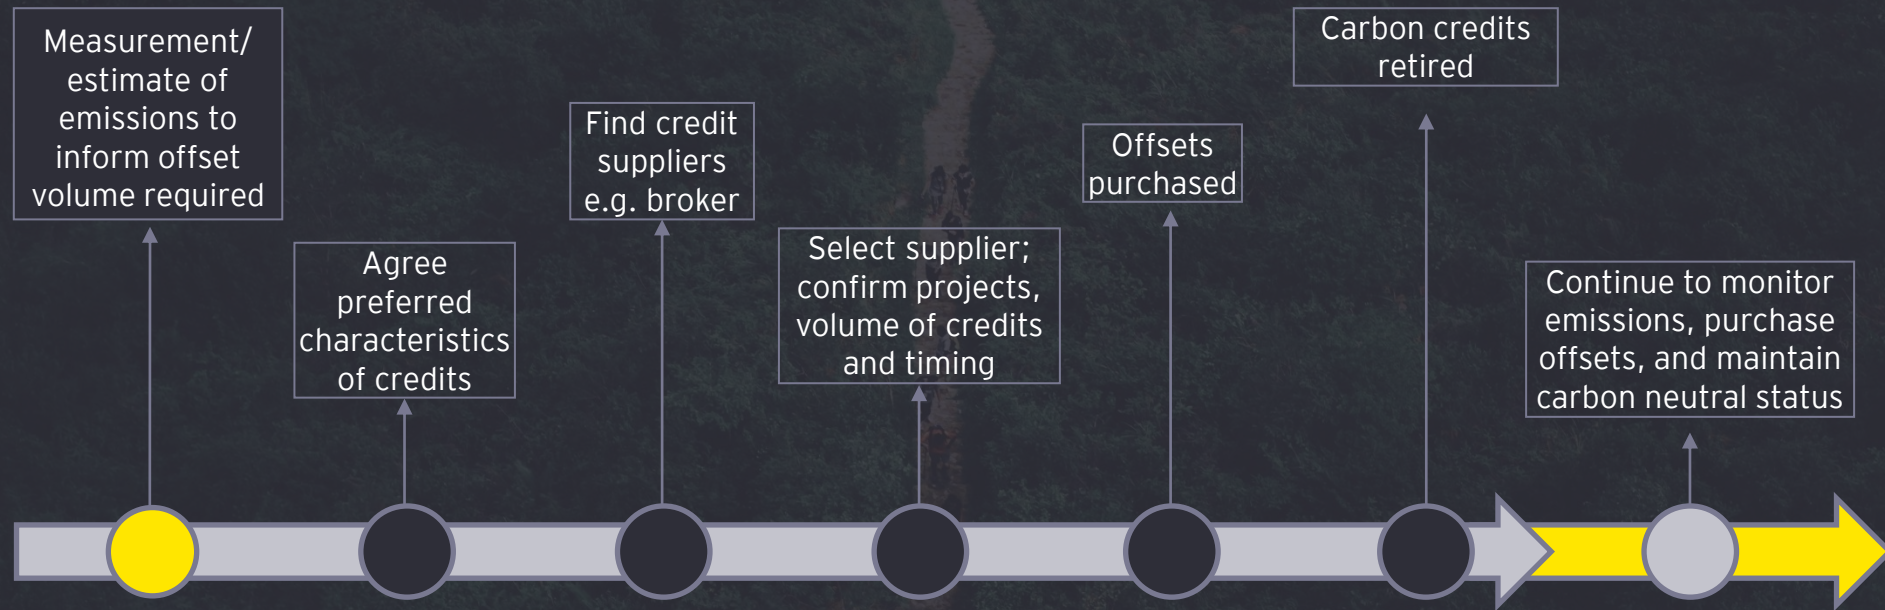 Measurement/
estimate of
emissions to
inform offset
volume required
Agree
preferred
characteristics
of credits
Find credit
suppliers
e.g. broker
Select supplier;
confirm projects,
volume of credits
and timing
Offsets
purchased
Carbon credits
retired
Continue to monitor
emissions, purchase
offsets, and maintain
carbon neutral status